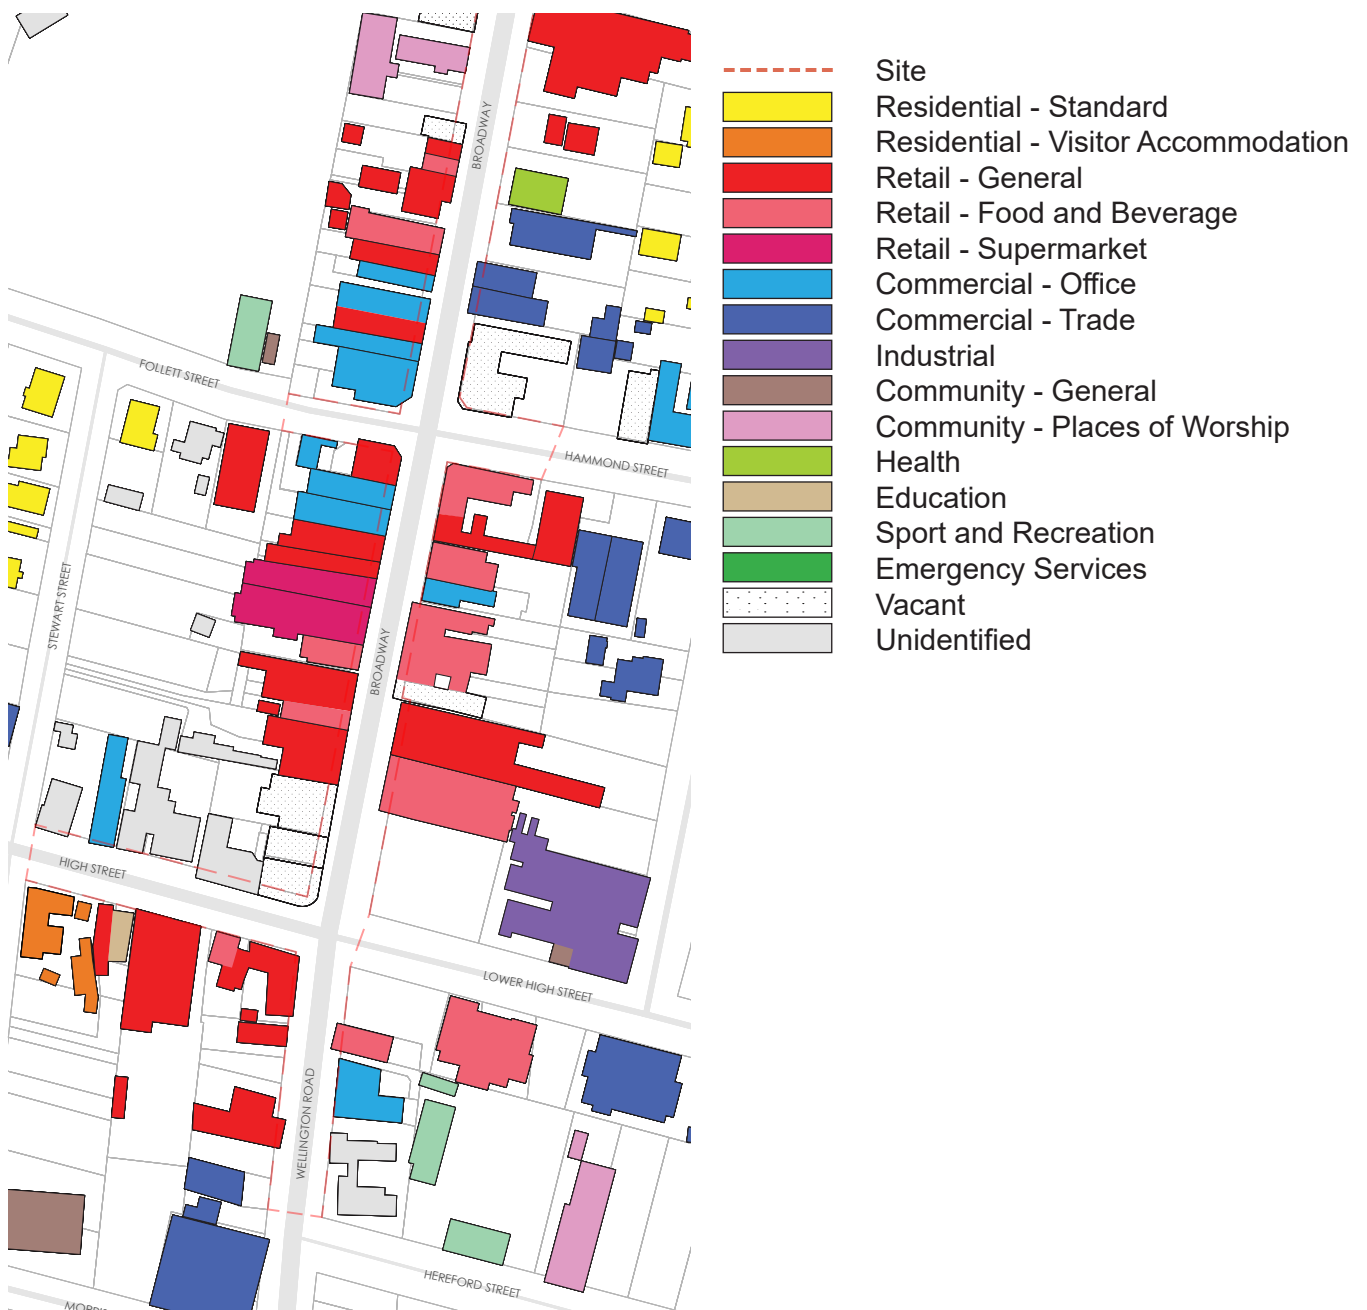 Site
Residential - Standard
Residential - Visitor Accommodation
Retail - General
Retail - Food and Beverage
Retail - Supermarket
Commercial - Office
Commercial - Trade
Industrial
Community - General
Community - Places of Worship
Health
Education
Sport and Recreation
Emergency Services
Vacant
Unidentified
BROADWAY
FOLLETT STREET
HAMMOND STREET
STEWART STREET
BROADWAY
HIGH STREET
LOWER HIGH STREET
WELLINGTON ROAD
HEREFORD STREET